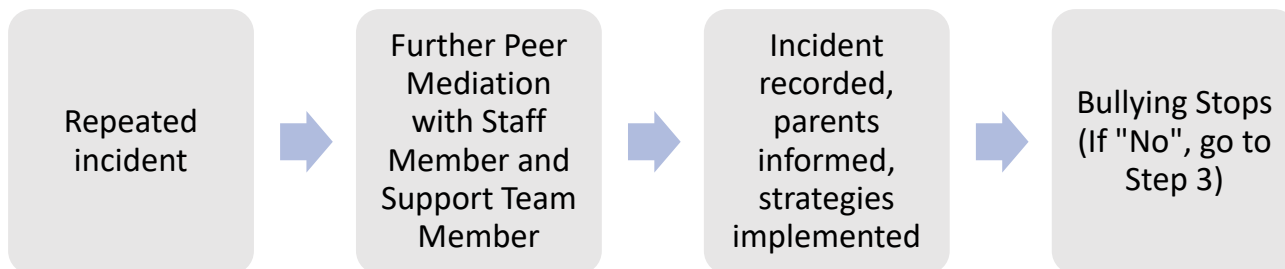 Repeated
incident
Further Peer
Mediation
with Staff
Member and
Support Team
Member
Incident
recorded,
parents
informed,
strategies
implemented
Bullying Stops
(If "No", go to
Step 3)